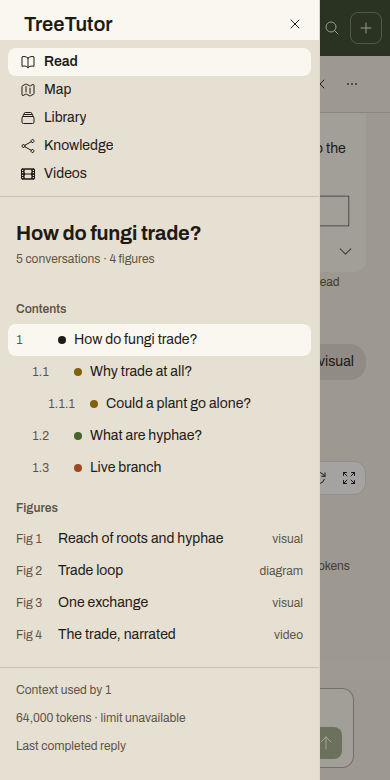 TreeTutor
Read
Map
Library
Knowledge
Videos
How do fungi trade?
5 conversations · 4 figures
Contents
1 How do fungi trade?
1.1 Why trade at all?
1.1.1 Could a plant go alone?
1.2 What are hyphae?
1.3 Live branch
Figures
Fig 1 Reach of roots and hyphae visual
Fig 2 Trade loop diagram
Fig 3 One exchange visual
Fig 4 The trade, narrated video
Context used by 1
64,000 tokens · limit unavailable
Last completed reply
the
visual